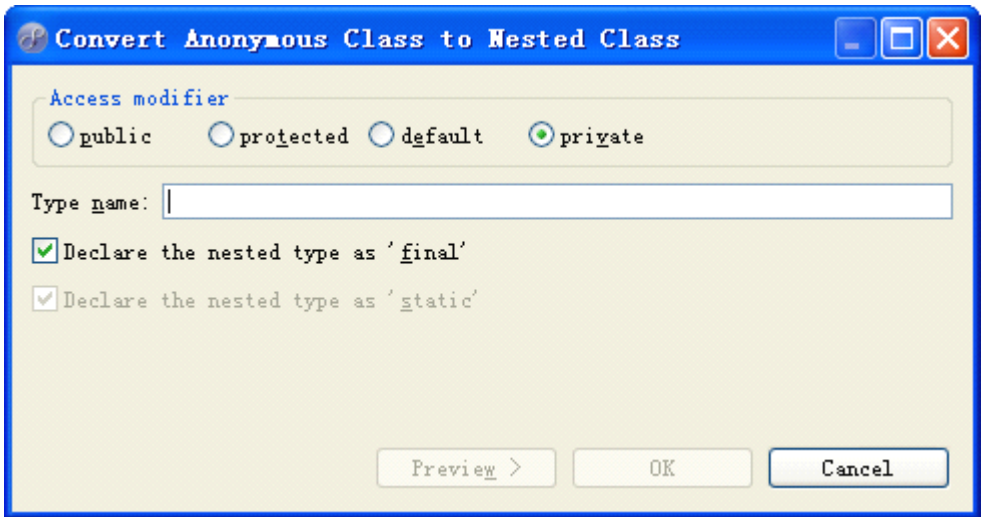 Convert Anonymous Class to Nested Class
Access modifier
public protected default private
Type name:
Declare the nested type as 'final'
Declare the nested type as 'static'
Preview > OK Cancel